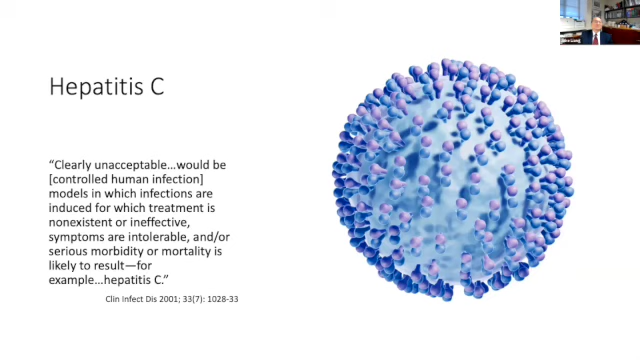 Hepatitis C
“Clearly unacceptable…would be
[controlled human infection]
models in which infections are
induced for which treatment is
nonexistent or ineffective,
symptoms are intolerable, and/or
serious morbidity or mortality is
likely to result—for
example…hepatitis C.”
Clin Infect Dis 2001; 33(7): 1028-33